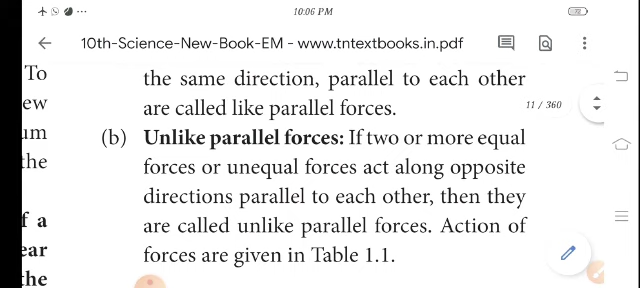 10:06 PM
10th-Science-New-Book-EM - www.tntextbooks.in.pdf
To
ew
um
the
f a
ear
the
the same direction, parallel to each other
are called like parallel forces.
11 / 360
(b) Unlike parallel forces: If two or more equal
forces or unequal forces act along opposite
directions parallel to each other, then they
are called unlike parallel forces. Action of
forces are given in Table 1.1.